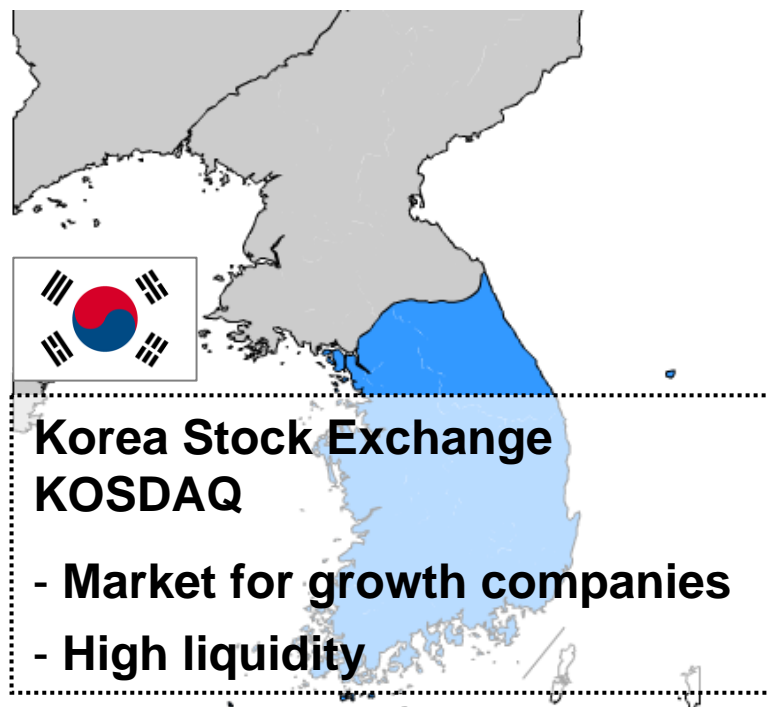 Korea Stock Exchange
KOSDAQ
- Market for growth companies
- High liquidity